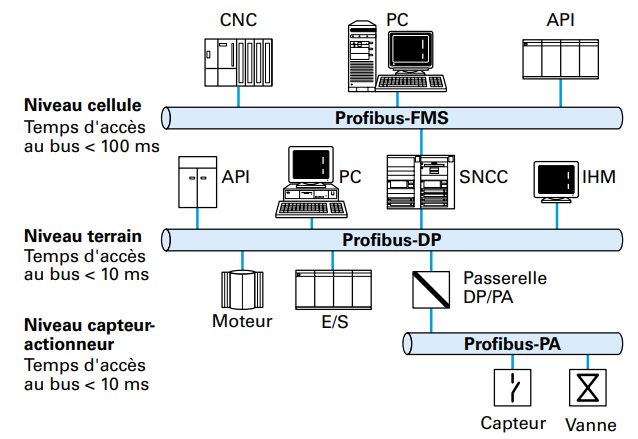 CNC
PC
API
Niveau cellule
Temps d'accès
au bus < 100 ms
Profibus-FMS
API
PC
SNCC
IHM
Niveau terrain
Temps d'accès
au bus < 10 ms
Profibus-DP
Moteur
E/S
Passerelle
DP/PA
Niveau capteur-
actionneur
Temps d'accès
au bus < 10 ms
Profibus-PA
Capteur
Vanne